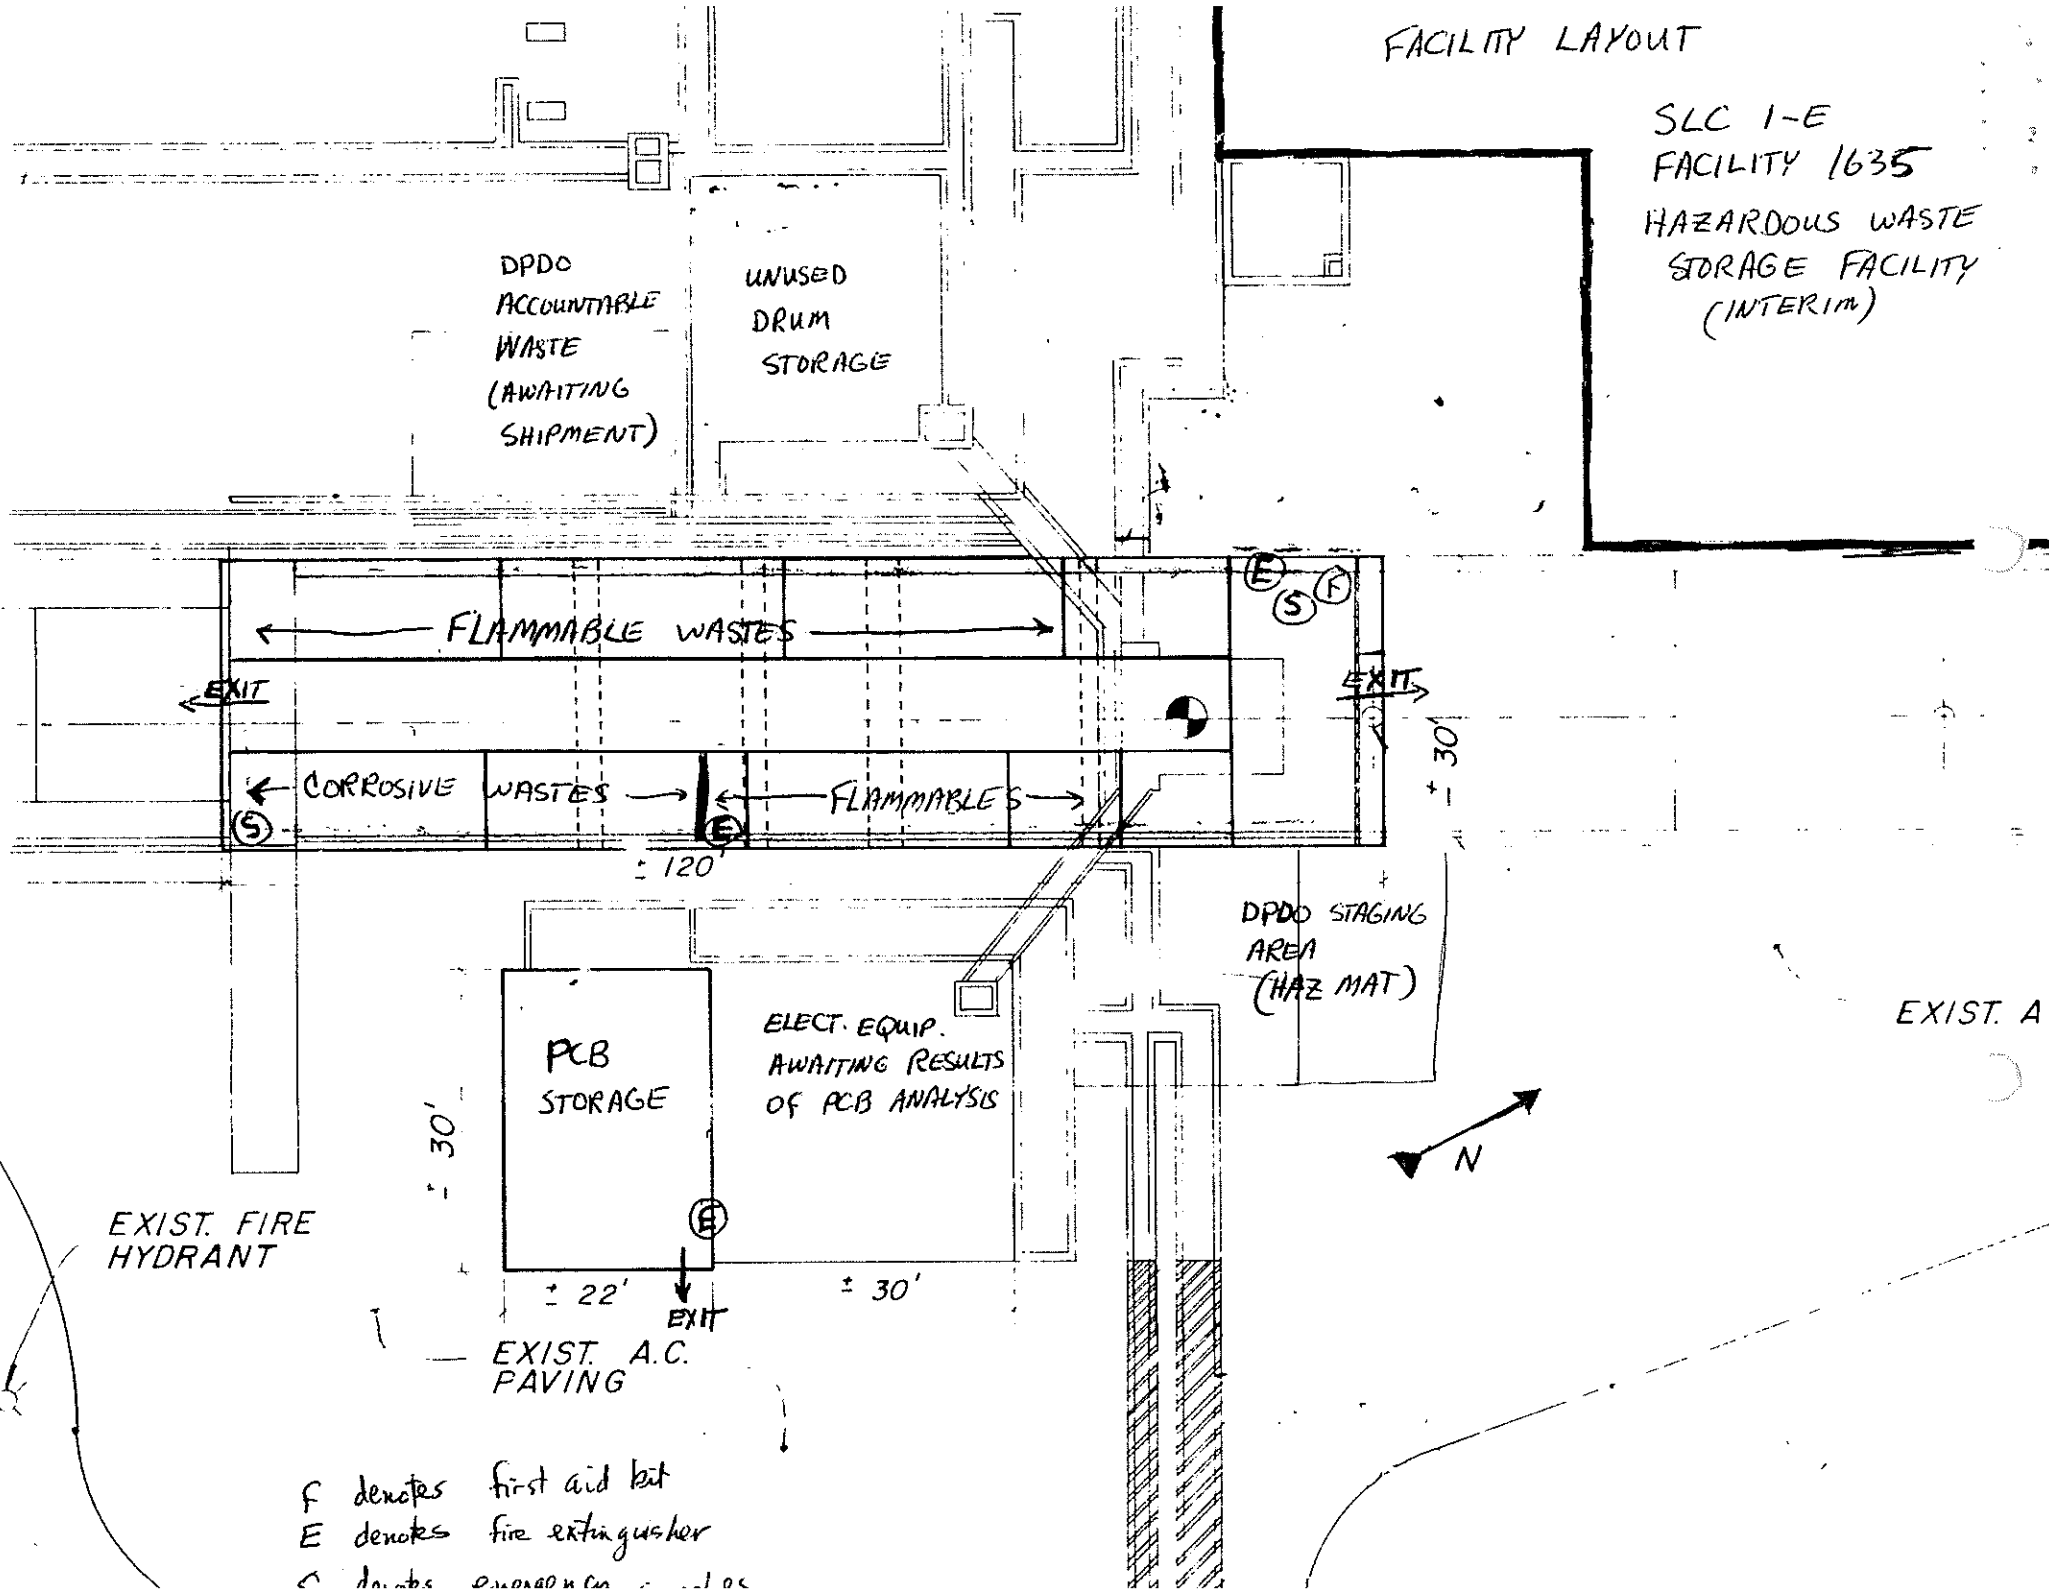 FACILITY LAYOUT
SLC 1-E
FACILITY 1635
HAZARDOUS WASTE
STORAGE FACILITY
(INTERIM)
DPDO
ACCOUNTABLE
WASTE
(AWAITING
SHIPMENT)
UNUSED
DRUM
STORAGE
E
F
S
FLAMMABLE WASTES
EXIT
EXIT
± 30'
CORROSIVE WASTES
FLAMMABLES
S
E
± 120'
DPDO STAGING
AREA
(HAZ MAT)
EXIST. A
PCB
STORAGE
ELECT. EQUIP.
AWAITING RESULTS
OF PCB ANALYSIS
± 30'
N
E
EXIST. FIRE
HYDRANT
± 22'
± 30'
EXIT
EXIST. A.C.
PAVING
F denotes first aid kit
E denotes fire extinguisher
denotes emergency